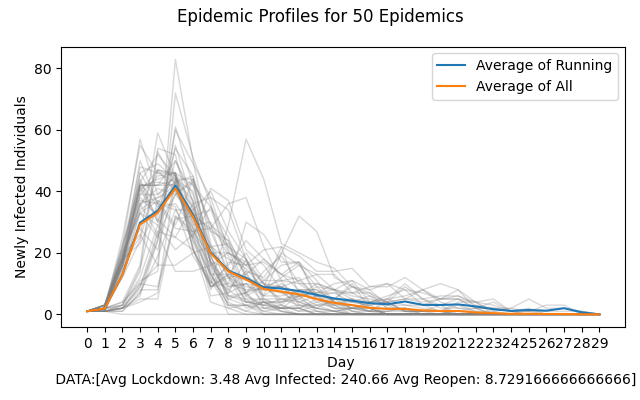 Epidemic Profiles for 50 Epidemics
Average of Running
Average of All
Newly Infected Individuals
80
60
40
20
0
0 1 2 3 4 5 6 7 8 9 10 11 12 13 14 15 16 17 18 19 20 21 22 23 24 25 26 27 28 29
Day
DATA:[Avg Lockdown: 3.48 Avg Infected: 240.66 Avg Reopen: 8.729166666666666]